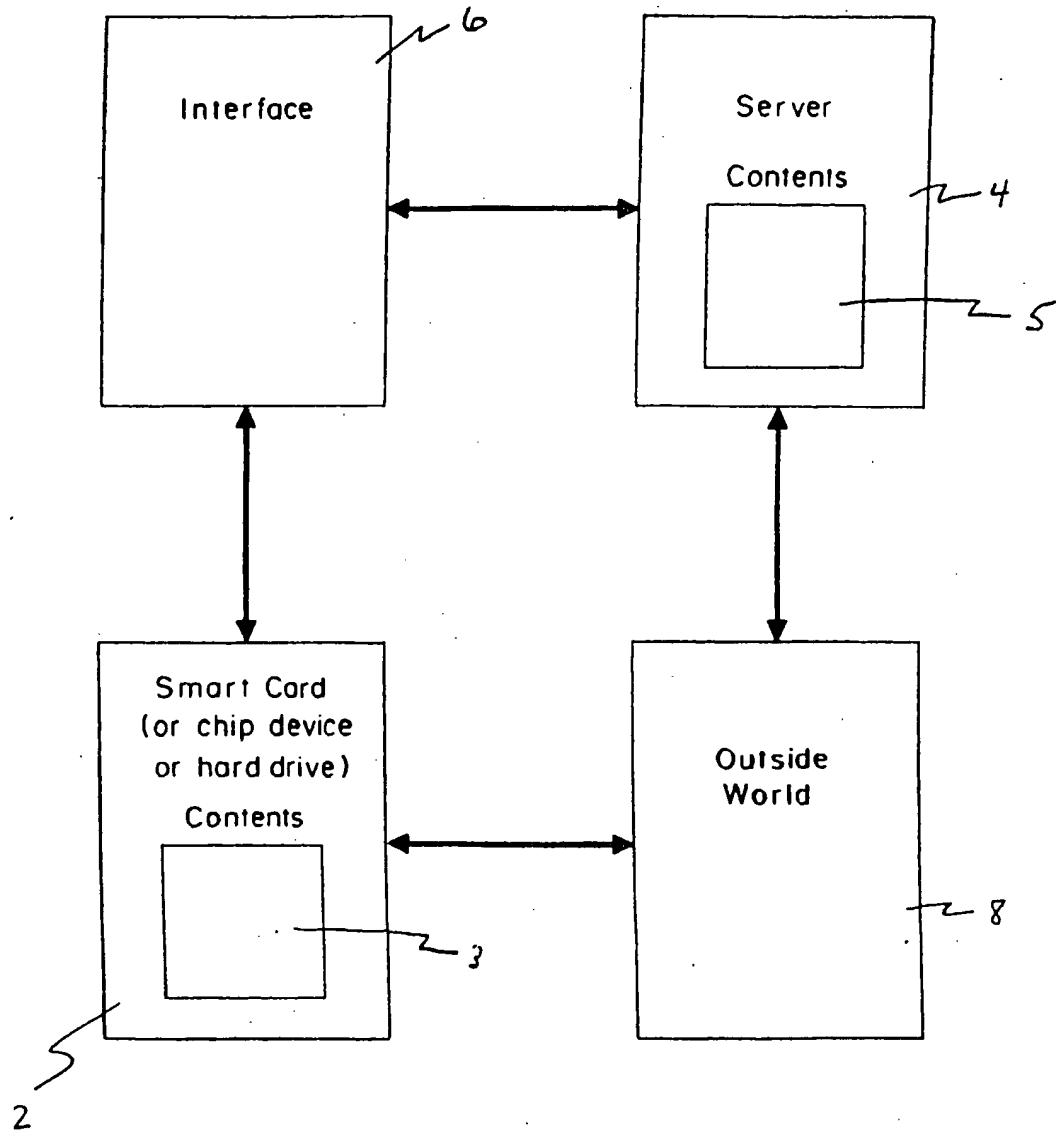 6
Interface
Server
Contents
4
5
Smart Card
(or chip device
or hard drive)
Contents
3
2
Outside
World
8